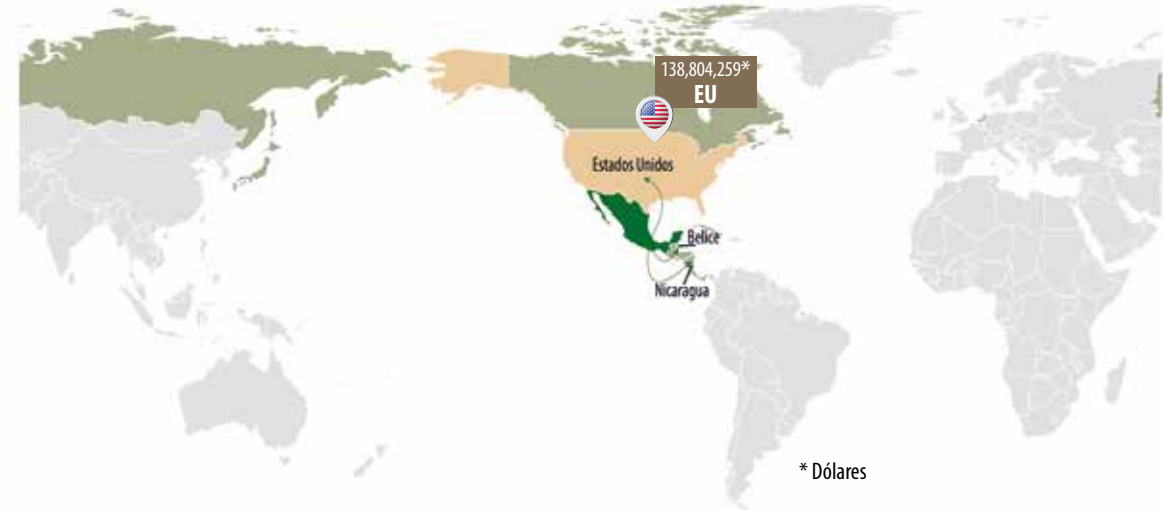 138,804,259*
EU
Estados Unidos
Belice
Nicaragua
* Dólares